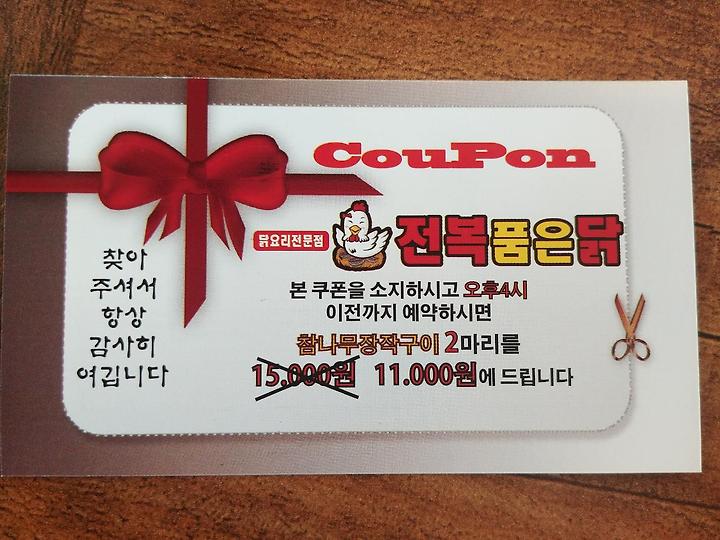 CouPon
닭요리전문점 전복품은닭
찾아
주셔서
항상
감사히
여깁니다
본 쿠폰을 소지하시고 오후4시
이전까지 예약하시면
참나무장작구이 2마리를
15.000원 11.000원에 드립니다